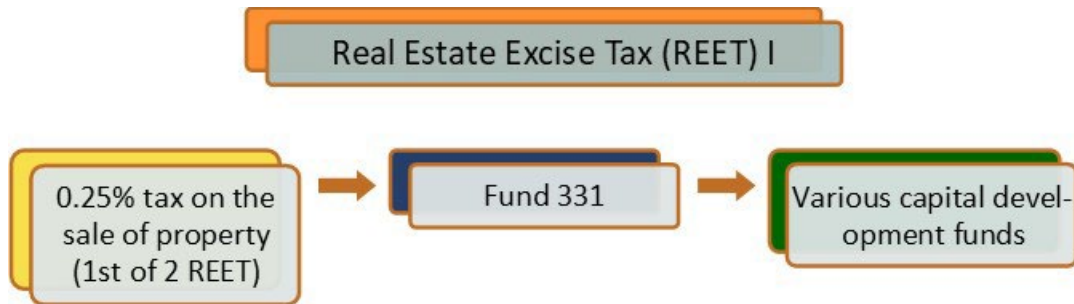 Real Estate Excise Tax (REET) I
0.25% tax on the
sale of property
(1st of 2 REET)
Fund 331
Various capital devel-
opment funds